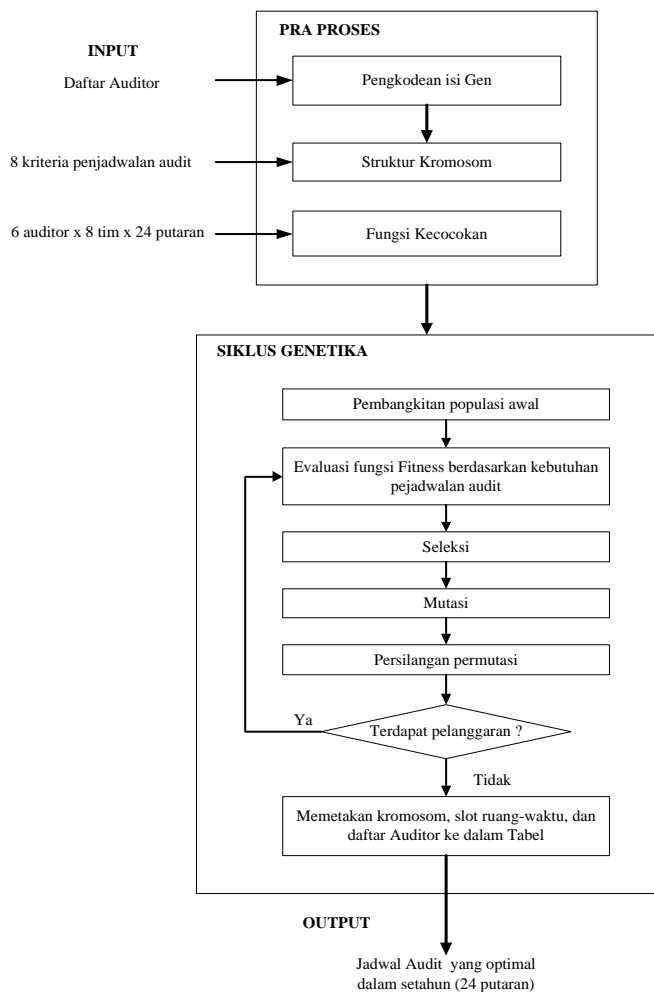 PRA PROSES
INPUT
Daftar Auditor
Pengkodean isi Gen
8 kriteria penjadwalan audit
Struktur Kromosom
6 auditor x 8 tim x 24 putaran
Fungsi Kecocokan
SIKLUS GENETIKA
Pembangkitan populasi awal
Evaluasi fungsi Fitness berdasarkan kebutuhan
pejadwalan audit
Seleksi
Mutasi
Persilangan permutasi
Ya
Terdapat pelanggaran ?
Tidak
Memetakan kromosom, slot ruang-waktu, dan
daftar Auditor ke dalam Tabel
OUTPUT
Jadwal Audit yang optimal
dalam setahun (24 putaran)